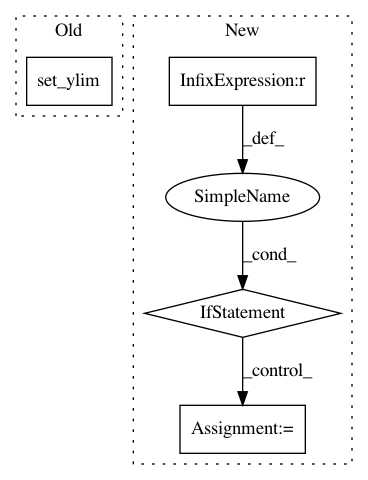 Old
New
set_ylim
InfixExpression:r
_def_
SimpleName
_cond_
IfStatement
_control_
Assignment:=